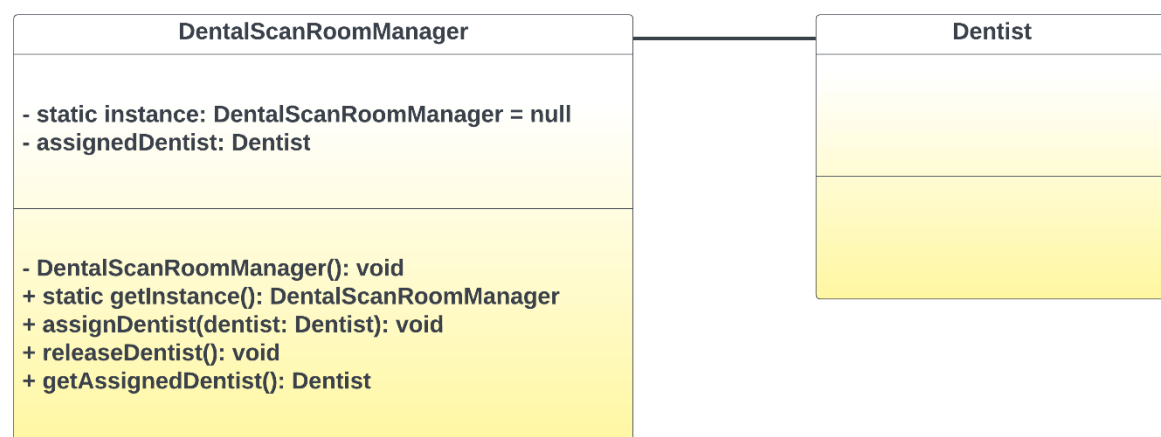 DentalScanRoomManager
- static instance: DentalScanRoomManager = null
- assignedDentist: Dentist
- DentalScanRoomManager(): void
+ static getInstance(): DentalScanRoomManager
+ assignDentist(dentist: Dentist): void
+ releaseDentist(): void
+ getAssignedDentist(): Dentist
Dentist